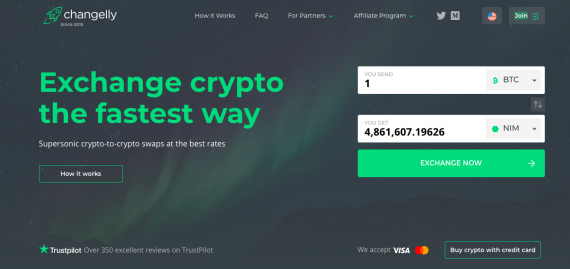 changelly
Since 2015
How it Works
FAQ
For Partners
Affiliate Program
Join
Exchange crypto
the fastest way
Supersonic crypto-to-crypto swaps at the best rates
How it works
YOU SEND
1
BTC
YOU GET
4,861,607.19626
NIM
EXCHANGE NOW
Trustpilot Over 350 excellent reviews on TrustPilot
We accept VISA
Buy crypto with credit card